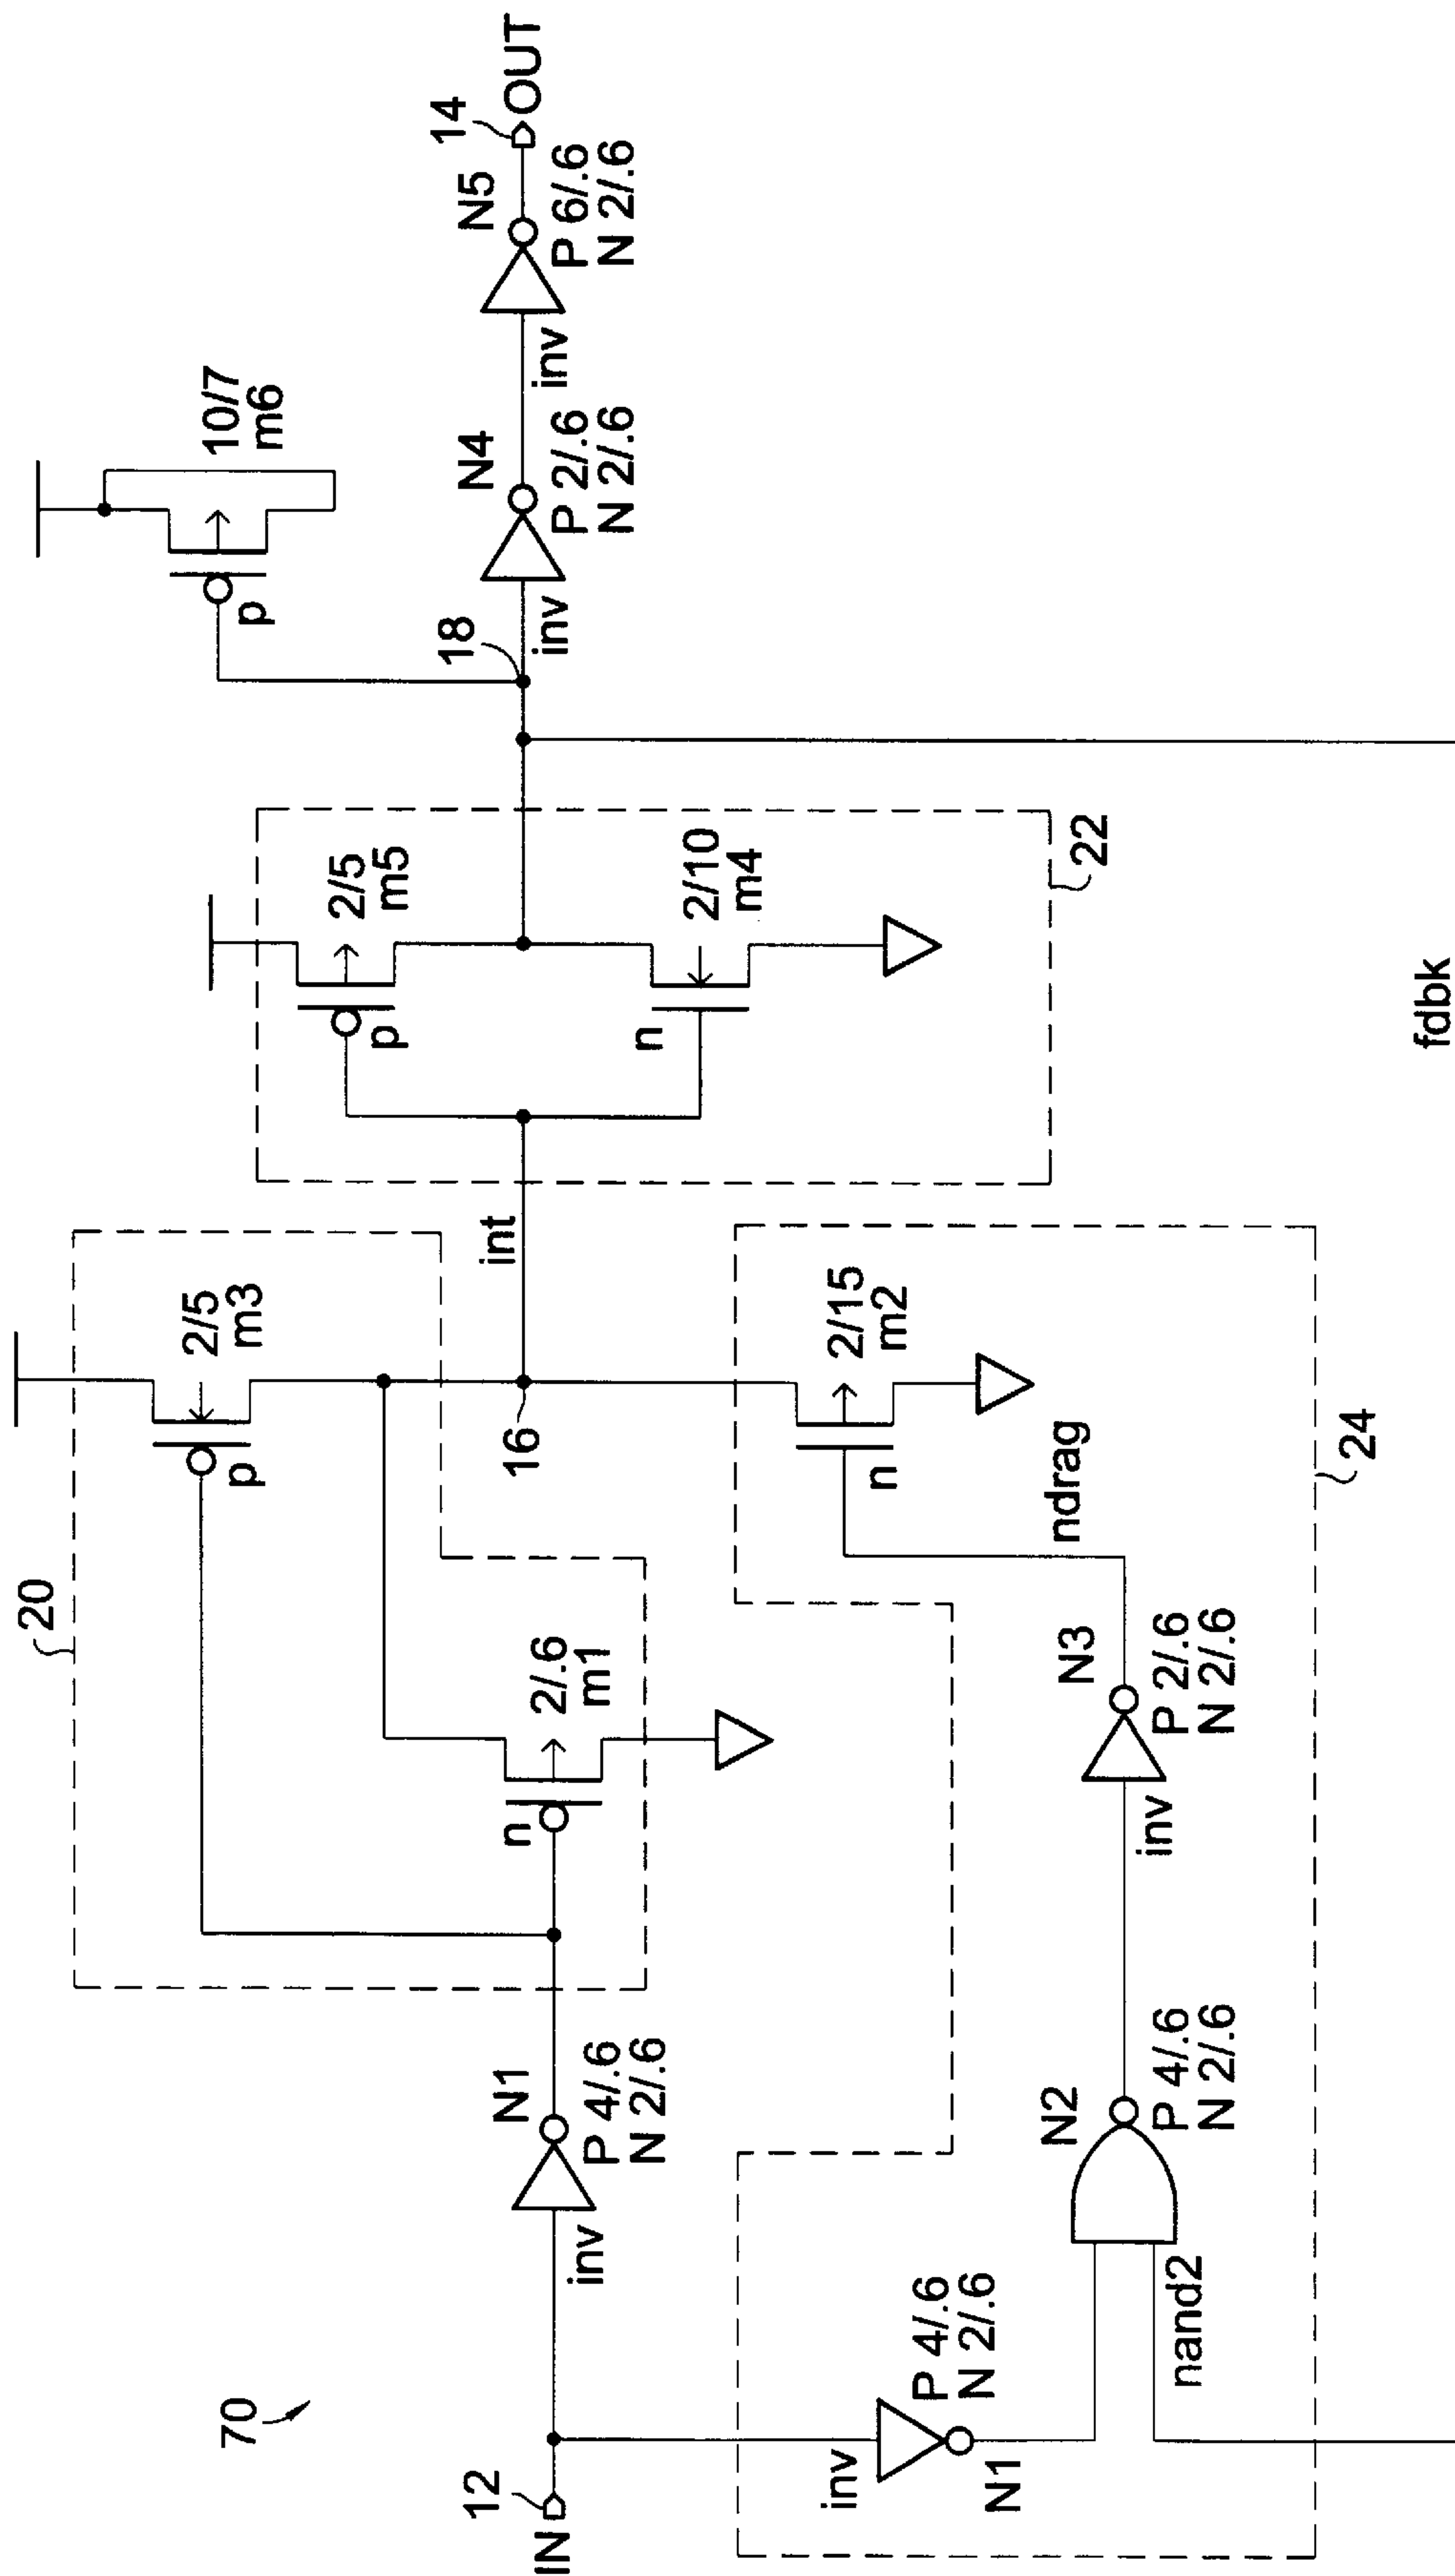 70
IN
12
inv
N1
P 4/.6
N 2/.6
20
2/5
m3
p
n
2/.6
m1
16
int
22
2/5
m5
p
n
2/10
m4
18
10/7
m6
p
inv
N4
P 2/.6
N 2/.6
inv
N5
P 6/.6
N 2/.6
14
OUT
inv
N1
P 4/.6
N 2/.6
nand2
N2
P 4/.6
N 2/.6
inv
N3
P 2/.6
N 2/.6
ndrag
n
2/15
m2
24
fdbk